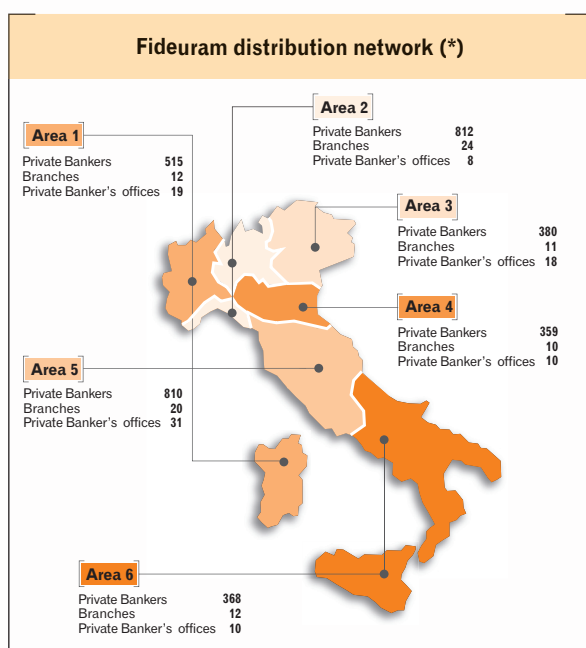 Fideuram distribution network (*)
Area 1
Private Bankers 515
Branches 12
Private Banker's offices 19
Area 2
Private Bankers 812
Branches 24
Private Banker's offices 8
Area 3
Private Bankers 380
Branches 11
Private Banker's offices 18
Area 4
Private Bankers 359
Branches 10
Private Banker's offices 10
Area 5
Private Bankers 810
Branches 20
Private Banker's offices 31
Area 6
Private Bankers 368
Branches 12
Private Banker's offices 10